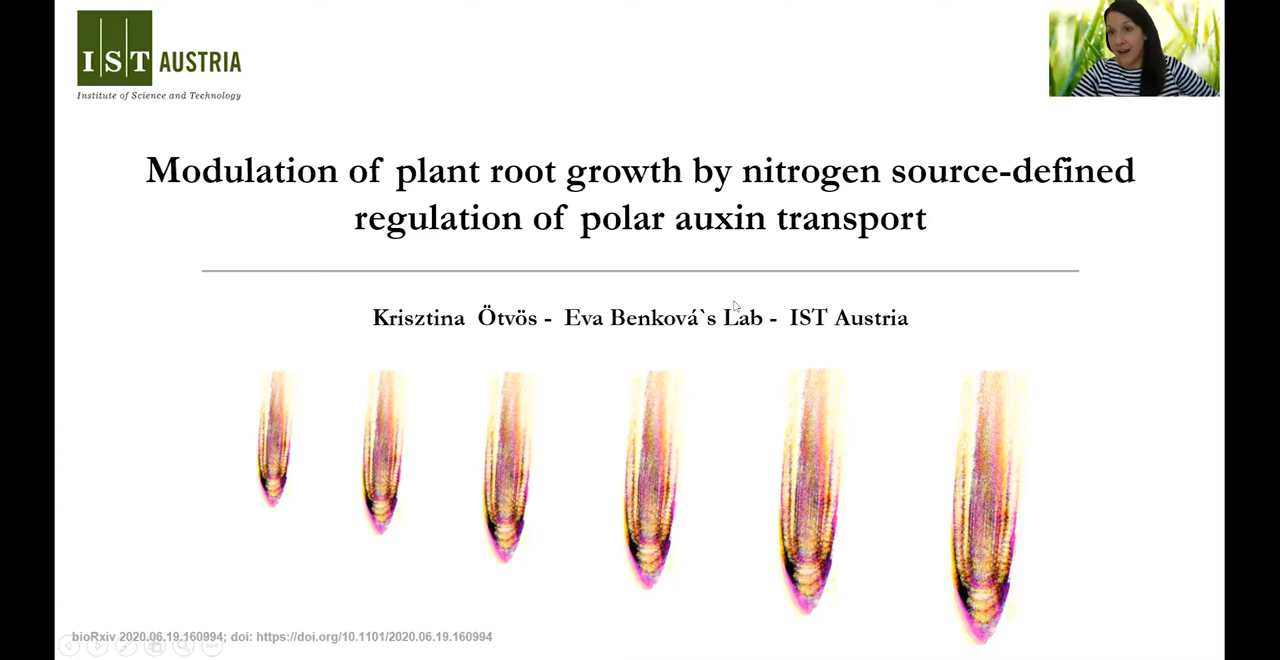 IST AUSTRIA
Institute of Science and Technology
Modulation of plant root growth by nitrogen source-defined
regulation of polar auxin transport
Krisztina Ötvös - Eva Benková`s Lab - IST Austria
bioRxiv 2020.06.19.160994; doi: https://doi.org/10.1101/2020.06.19.160994